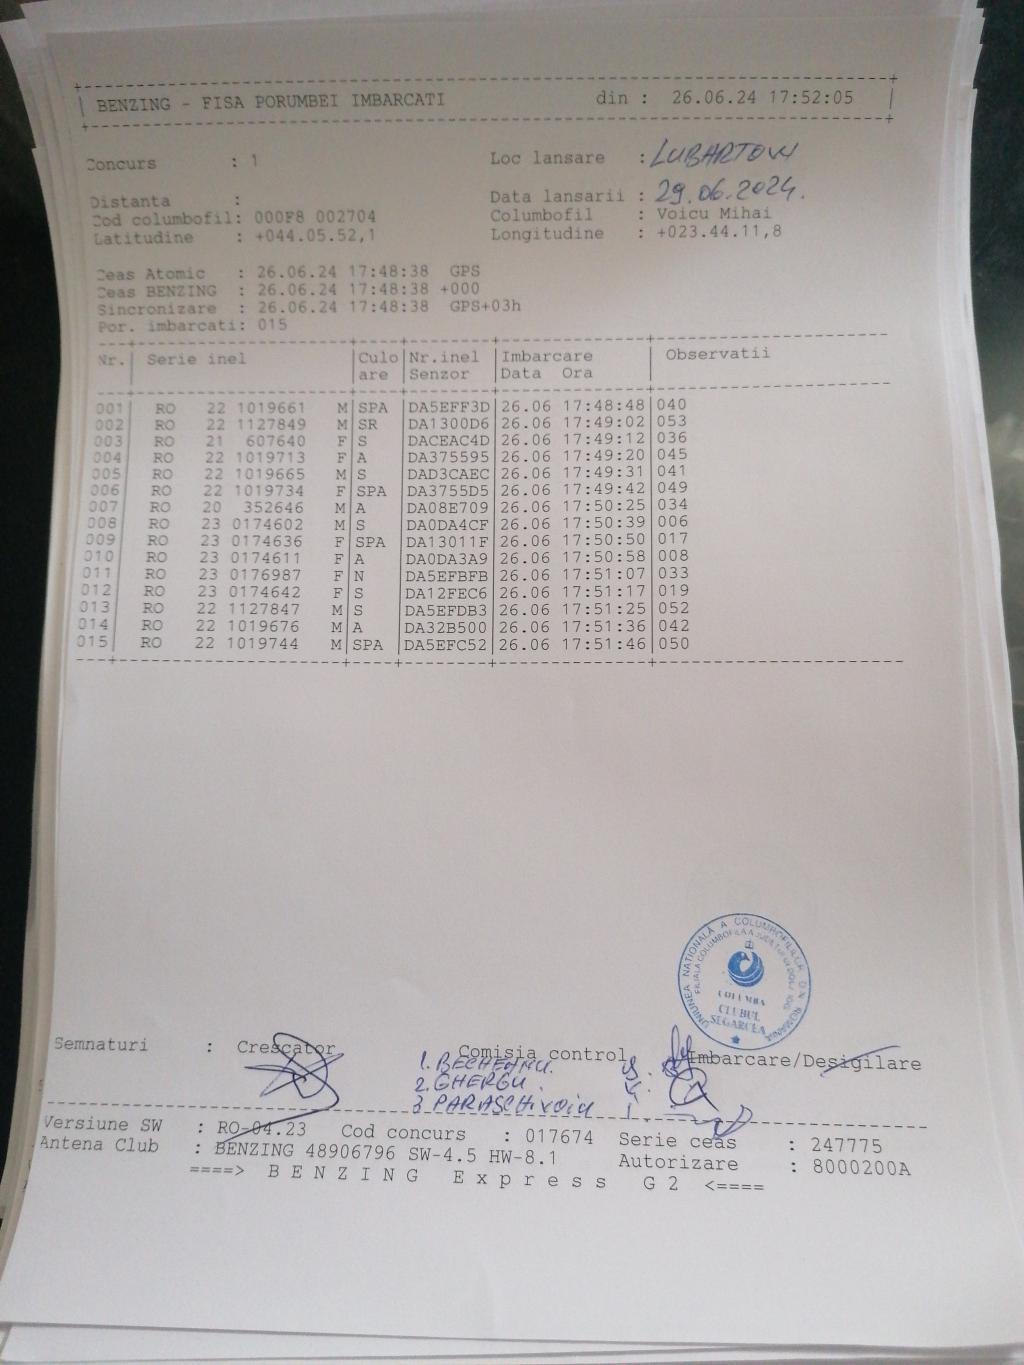 BENZING - FISA PORUMBEI IMBARCATI din : 26.06.24 17:52:05
Concurs : 1 Loc lansare : LUBARTOW
Distanta : Data lansarii : 29.06.2024.
Cod columbofil: 000F8 002704 Columbofil : Voicu Mihai
Latitudine : +044.05.52,1 Longitudine : +023.44.11,8
Ceas Atomic : 26.06.24 17:48:38 GPS
Ceas BENZING : 26.06.24 17:48:38 +000
Sincronizare : 26.06.24 17:48:38 GPS+03h
Por. imbarcati: 015
Nr. Serie inel Culo Nr.inel Imbarcare Observatii
are Senzor Data Ora
001 RO 22 1019661 M SPA DA5EFF3D 26.06 17:48:48 040
002 RO 22 1127849 M SR DA1300D6 26.06 17:49:02 053
003 RO 21 607640 F S DACEAC4D 26.06 17:49:12 036
004 RO 22 1019713 F A DA375595 26.06 17:49:20 045
005 RO 22 1019665 M S DAD3CAEC 26.06 17:49:31 041
006 RO 22 1019734 F SPA DA3755D5 26.06 17:49:42 049
007 RO 20 352646 M A DA08E709 26.06 17:50:25 034
008 RO 23 0174602 M S DA0DA4CF 26.06 17:50:39 006
009 RO 23 0174636 F SPA DA13011F 26.06 17:50:50 017
010 RO 23 0174611 F A DA0DA3A9 26.06 17:50:58 008
011 RO 23 0176987 F N DA5EFBFB 26.06 17:51:07 033
012 RO 23 0174642 F S DA12FEC6 26.06 17:51:17 019
013 RO 22 1127847 M S DA5EFDB3 26.06 17:51:25 052
014 RO 22 1019676 M A DA32B500 26.06 17:51:36 042
015 RO 22 1019744 M SPA DA5EFC52 26.06 17:51:46 050
UNIUNEA NATIONALĂ A COLUMBOFILILOR DIN ROMANIA
FILIALA COLUMBOFILA A JUDETULUI DOLJ
COLUMBA
CLUBUL
SEGARCEA
Semnaturi : Crescator Comisia control Imbarcare/Desigilare
1. BECHEANU.
2. GHERGU.
3 PARASCHIVOIU
Versiune SW : RO-04.23 Cod concurs : 017674 Serie ceas : 247775
Antena Club : BENZING 48906796 SW-4.5 HW-8.1 Autorizare : 8000200A
====> B E N Z I N G E x p r e s s G 2 <====